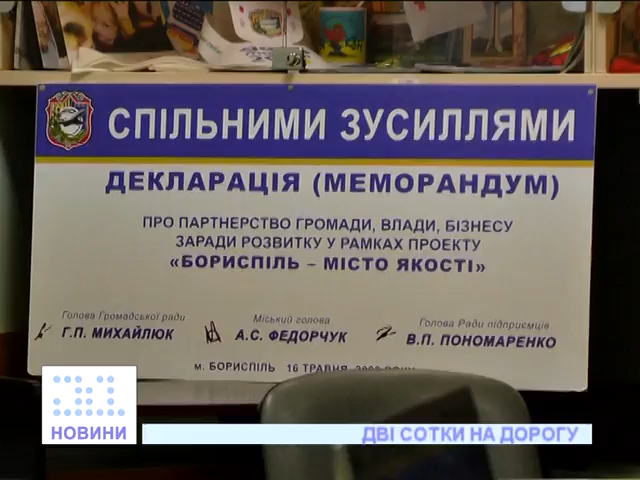 СПІЛЬНИМИ ЗУСИЛЛЯМИ
ДЕКЛАРАЦІЯ (МЕМОРАНДУМ)
ПРО ПАРТНЕРСТВО ГРОМАДИ, ВЛАДИ, БІЗНЕСУ
ЗАРАДИ РОЗВИТКУ У РАМКАХ ПРОЕКТУ
«БОРИСПІЛЬ – МІСТО ЯКОСТІ»
Голова Громадської ради
Г.П. МИХАЙЛЮК
Міський голова
А.С. ФЕДОРЧУК
Голова Ради підприємців
В.П. ПОНОМАРЕНКО
м. БОРИСПІЛЬ 16 ТРАВНЯ
НОВИНИ
ДВІ СОТКИ НА ДОРОГУ